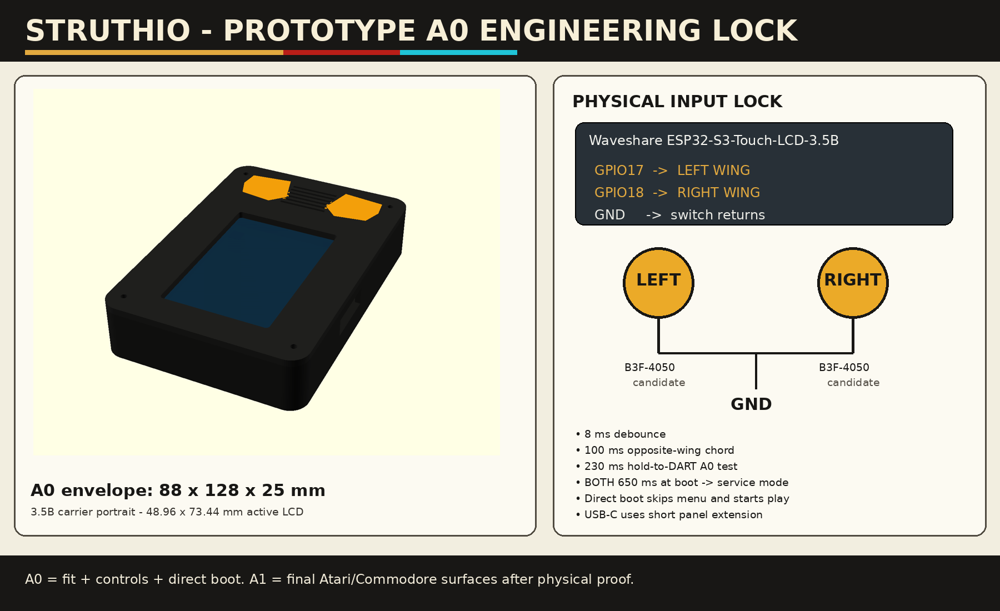 STRUTHIO - PROTOTYPE A0 ENGINEERING LOCK
A0 envelope: 88 x 128 x 25 mm
3.5B carrier portrait - 48.96 x 73.44 mm active LCD
PHYSICAL INPUT LOCK
Waveshare ESP32-S3-Touch-LCD-3.5B
GPIO17 -> LEFT WING
GPIO18 -> RIGHT WING
GND -> switch returns
LEFT
RIGHT
B3F-4050
candidate
B3F-4050
candidate
GND
• 8 ms debounce
• 100 ms opposite-wing chord
• 230 ms hold-to-DART A0 test
• BOTH 650 ms at boot -> service mode
• Direct boot skips menu and starts play
• USB-C uses short panel extension
A0 = fit + controls + direct boot. A1 = final Atari/Commodore surfaces after physical proof.